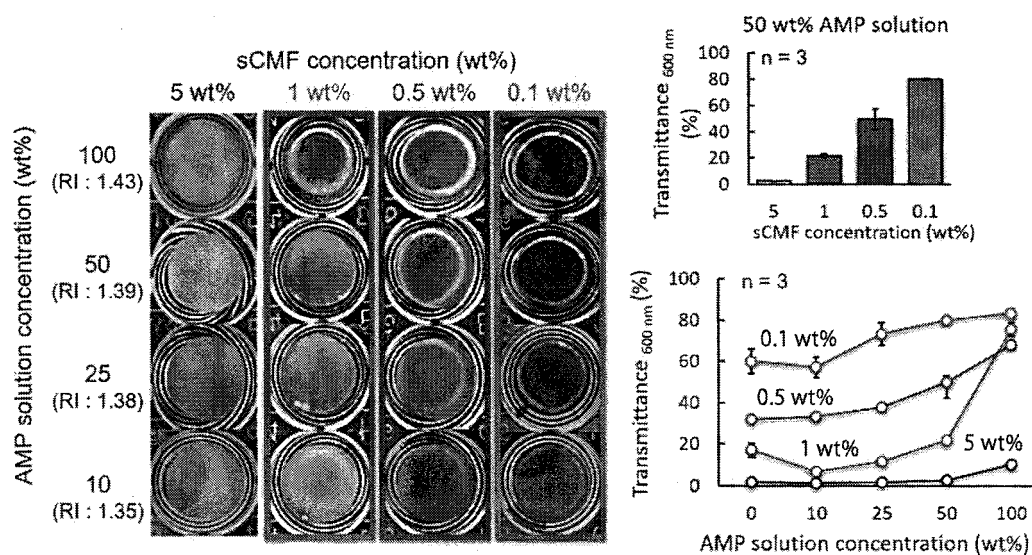 sCMF concentration (wt%)
5 wt% 1 wt% 0.5 wt% 0.1 wt%
AMP solution concentration (wt%)
100
(RI : 1.43)
50
(RI : 1.39)
25
(RI : 1.38)
10
(RI : 1.35)
50 wt% AMP solution
n = 3
Transmittance 600 nm (%)
100
80
60
40
20
0
5 1 0.5 0.1
sCMF concentration (wt%)
n = 3
Transmittance 600 nm (%)
100
80
60
40
20
0
0.1 wt%
0.5 wt%
1 wt%
5 wt%
0 10 25 50 100
AMP solution concentration (wt%)